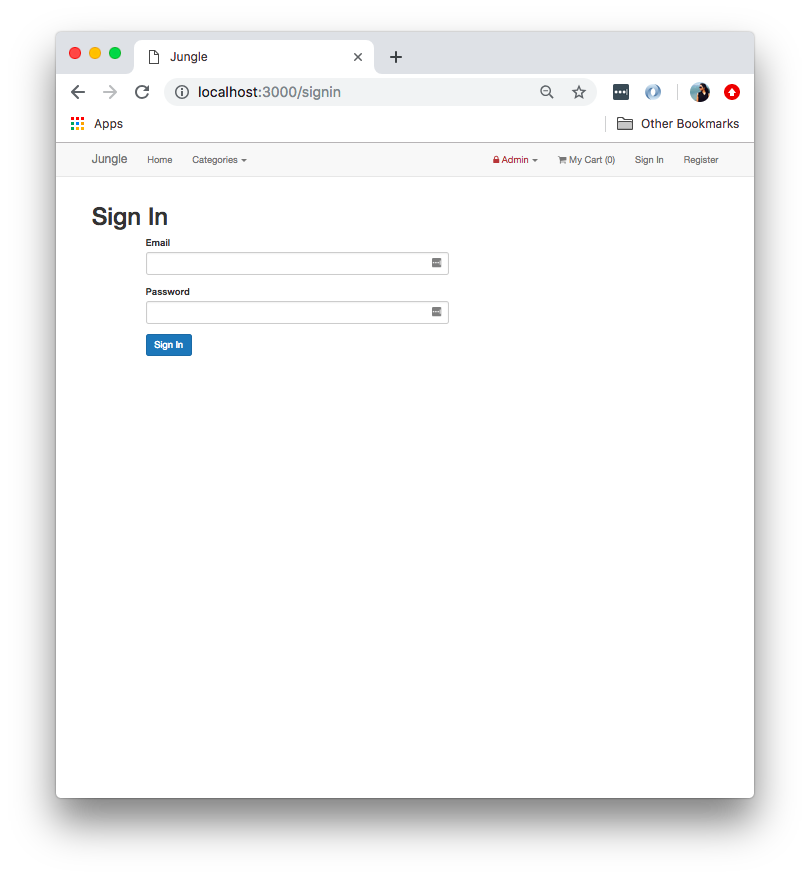 Jungle
localhost:3000/signin
Apps Other Bookmarks
Jungle Home Categories Admin My Cart (0) Sign In Register
Sign In
Email
Password
Sign In